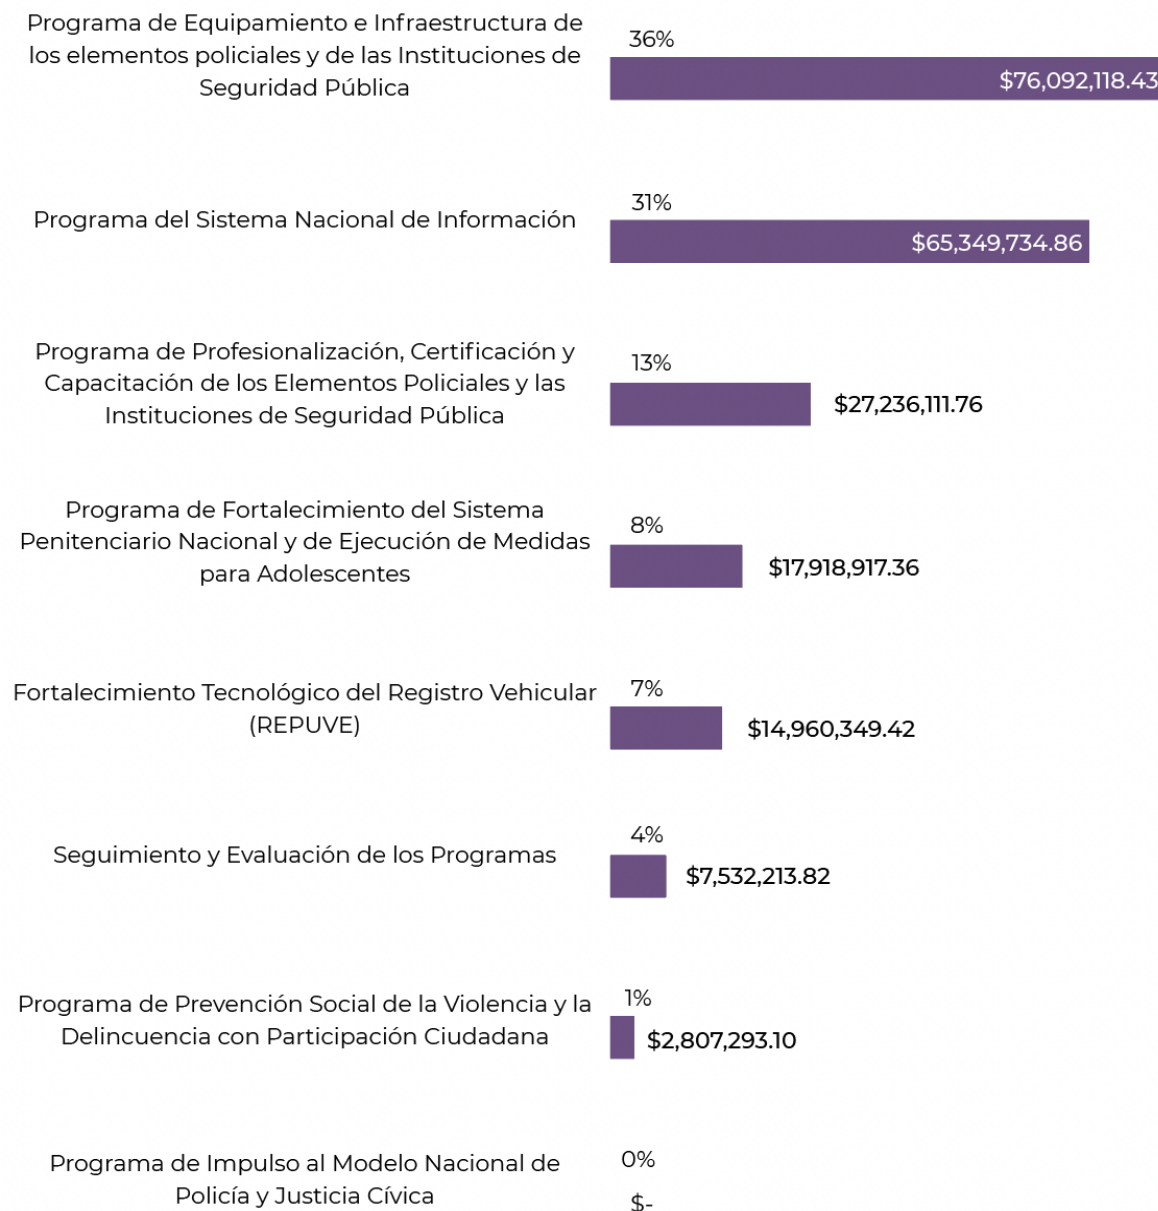 Programa de Equipamiento e Infraestructura de
los elementos policiales y de las Instituciones de
Seguridad Pública
36%
$76,092,118.43
Programa del Sistema Nacional de Información
31%
$65,349,734.86
Programa de Profesionalización, Certificación y
Capacitación de los Elementos Policiales y las
Instituciones de Seguridad Pública
13%
$27,236,111.76
Programa de Fortalecimiento del Sistema
Penitenciario Nacional y de Ejecución de Medidas
para Adolescentes
8%
$17,918,917.36
Fortalecimiento Tecnológico del Registro Vehicular
(REPUVE)
7%
$14,960,349.42
Seguimiento y Evaluación de los Programas
4%
$7,532,213.82
Programa de Prevención Social de la Violencia y la
Delincuencia con Participación Ciudadana
1%
$2,807,293.10
Programa de Impulso al Modelo Nacional de
Policía y Justicia Cívica
0%
$-